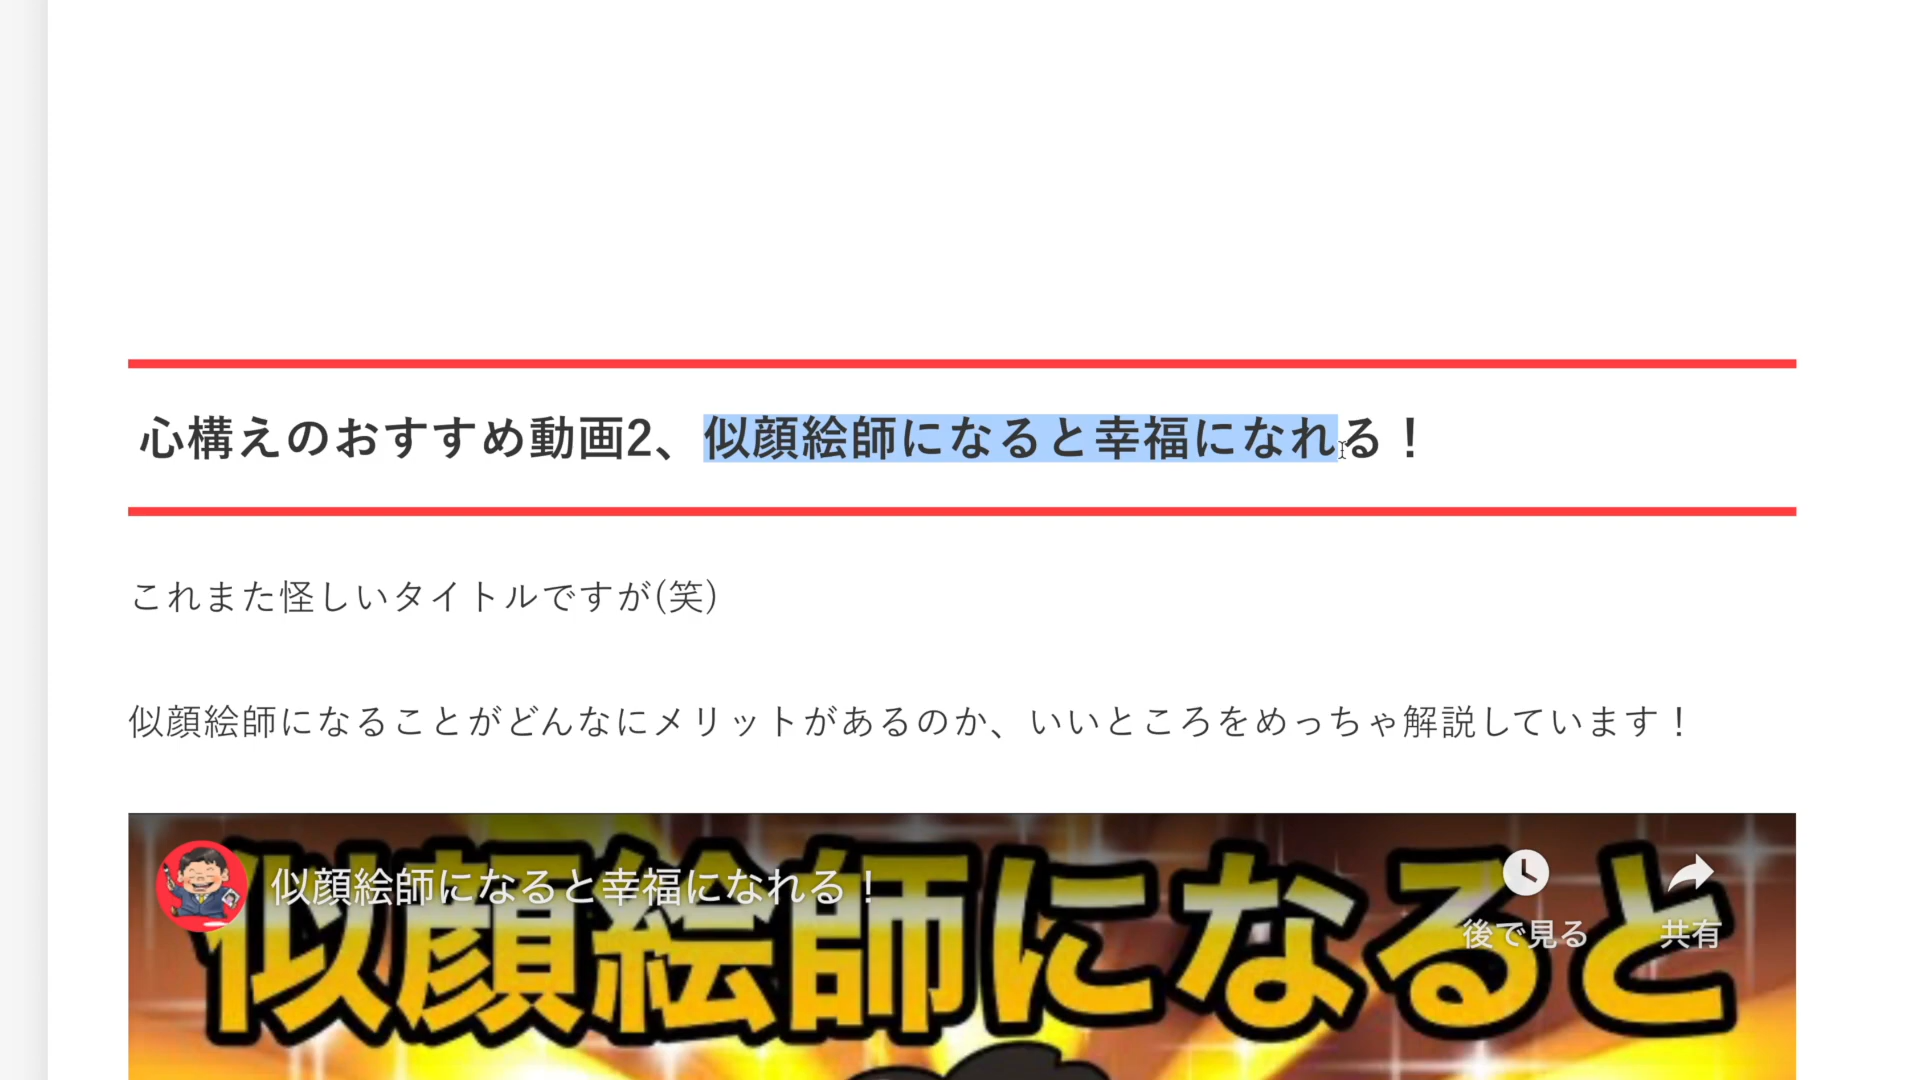 心構えのおすすめ動画2、似顔絵師になると幸福になれる！
これまた怪しいタイトルですが(笑)
似顔絵師になることがどんなにメリットがあるのか、いいところをめっちゃ解説しています！
似顔絵師になると幸福になれる！
後で見る
共有
似顔絵師になると